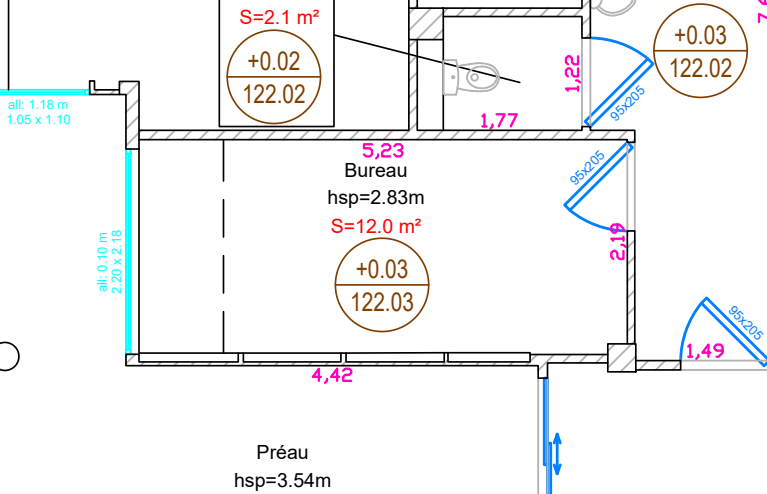 S=2.1 m²
+0.02
122.02
+0.03
122.02
all: 1.18 m
1.05 x 1.10
1,22
95x205
1,77
5,23
Bureau
hsp=2.83m
S=12.0 m²
+0.03
122.03
95x205
2,19
all: 0.10 m
2.20 x 2.18
95x205
1,49
4,42
Préau
hsp=3.54m